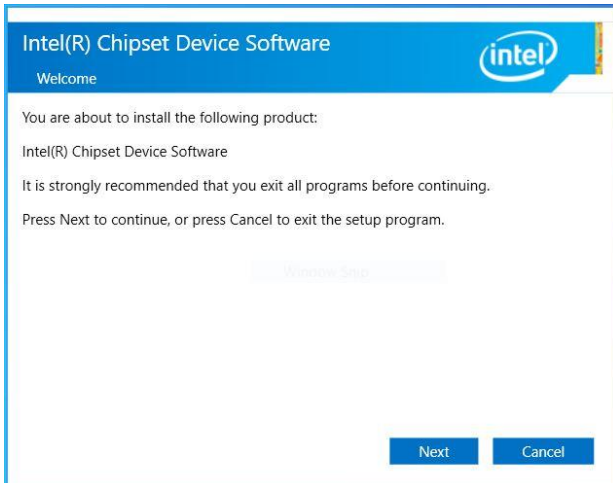 Intel(R) Chipset Device Software
intel
Welcome
You are about to install the following product:
Intel(R) Chipset Device Software
It is strongly recommended that you exit all programs before continuing.
Press Next to continue, or press Cancel to exit the setup program.
Window Snip
Next Cancel